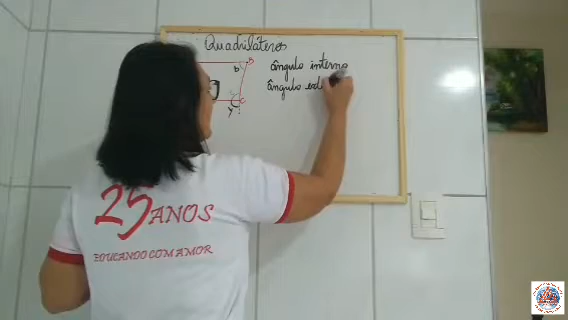 Quadriláteros
B
b
ângulo interno
ângulo
C
y
25 ANOS
EDUCANDO COM AMOR